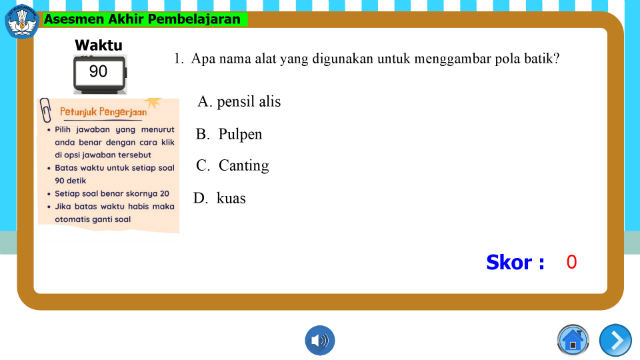 Asesmen Akhir Pembelajaran
Waktu
90
1. Apa nama alat yang digunakan untuk menggambar pola batik?
A. pensil alis
B. Pulpen
C. Canting
D. kuas
Petunjuk Pengerjaan
• Pilih jawaban yang menurut
anda benar dengan cara klik
di opsi jawaban tersebut
• Batas waktu untuk setiap soal
90 detik
• Setiap soal benar skornya 20
• Jika batas waktu habis maka
otomatis ganti soal
Skor : 0